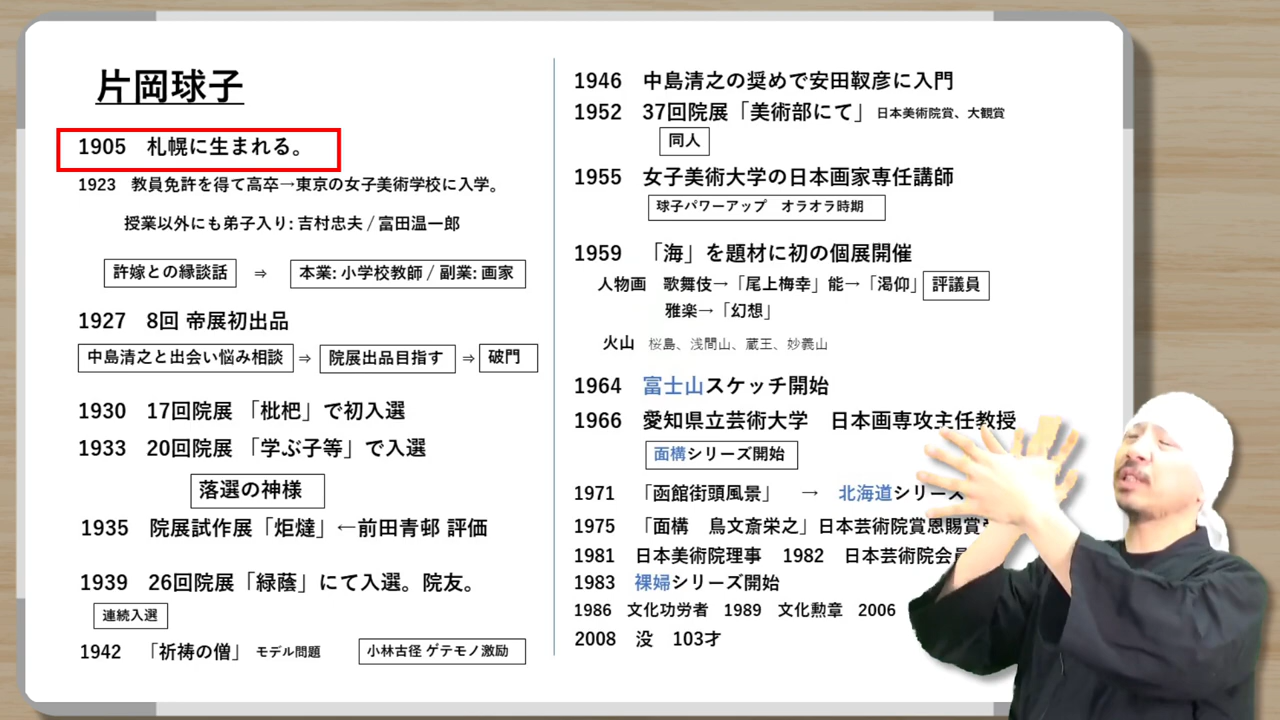 片岡球子
1905 札幌に生まれる。
1923 教員免許を得て高卒→東京の女子美術学校に入学。
授業以外にも弟子入り: 吉村忠夫 / 富田温一郎
許嫁との縁談話 ⇒ 本業: 小学校教師 / 副業: 画家
1927 8回 帝展初出品
中島清之と出会い悩み相談 ⇒ 院展出品目指す ⇒ 破門
1930 17回院展 「枇杷」で初入選
1933 20回院展 「学ぶ子等」で入選
落選の神様
1935 院展試作展「炬燵」←前田青邨 評価
1939 26回院展「緑蔭」にて入選。院友。
連続入選
1942 「祈祷の僧」 モデル問題 小林古径 ゲテモノ激励
1946 中島清之の奨めで安田靫彦に入門
1952 37回院展「美術部にて」日本美術院賞、大観賞
同人
1955 女子美術大学の日本画家専任講師
球子パワーアップ オラオラ時期
1959 「海」を題材に初の個展開催
人物画 歌舞伎→「尾上梅幸」能→「渇仰」 評議員
雅楽→「幻想」
火山 桜島、浅間山、蔵王、妙義山
1964 富士山スケッチ開始
1966 愛知県立芸術大学 日本画専攻主任教授
面構シリーズ開始
1971 「函館街頭風景」 → 北海道シリーズ
1975 「面構 鳥文斎栄之」日本芸術院賞恩賜賞
1981 日本美術院理事 1982 日本芸術院会員
1983 裸婦シリーズ開始
1986 文化功労者 1989 文化勲章 2006
2008 没 103才